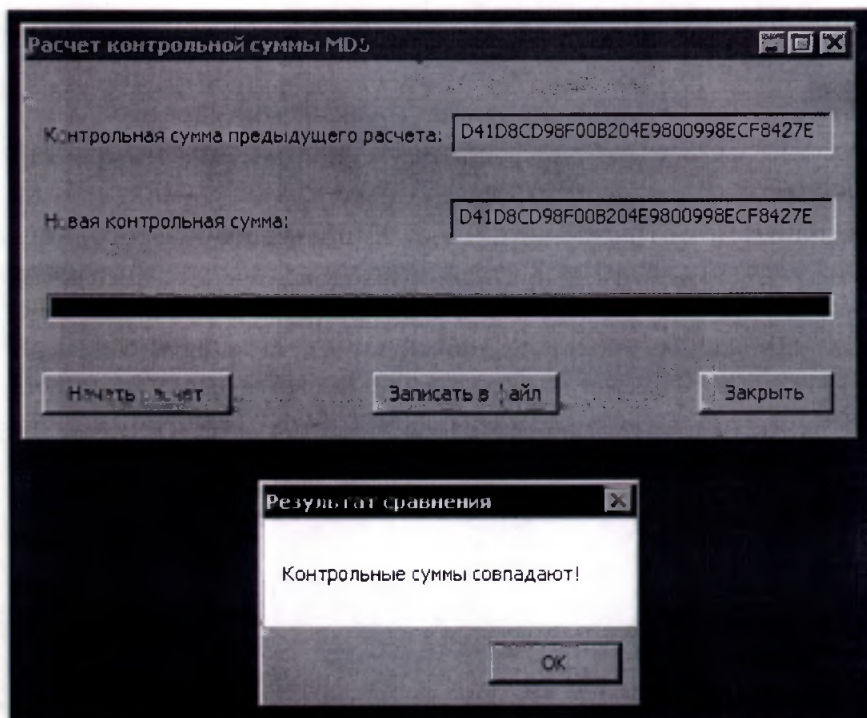 Расчет контрольной суммы MD5
Контрольная сумма предыдущего расчета: D41D8CD98F00B204E9800998ECF8427E
Новая контрольная сумма: D41D8CD98F00B204E9800998ECF8427E
Начать расчет Записать в файл Закрыть
Результат сравнения
Контрольные суммы совпадают!
OK